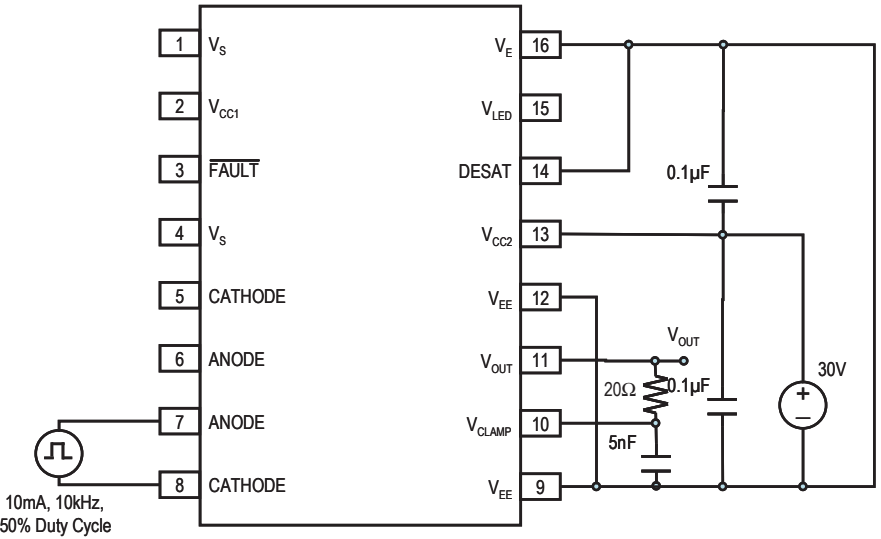 1 VS
VE 16
2 VCC1
VLED 15
3 FAULT
DESAT 14
0.1µF
4 VS
VCC2 13
5 CATHODE
VEE 12
VOUT
6 ANODE
VOUT 11
30V
20Ω
0.1µF
+
–
7 ANODE
VCLAMP 10
5nF
8 CATHODE
VEE 9
10mA, 10kHz,
50% Duty Cycle